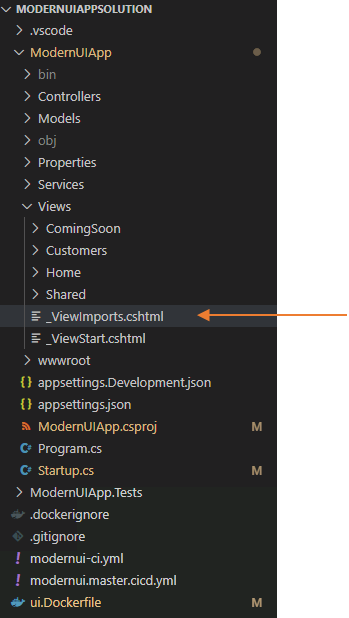 MODERNUIAPPSOLUTION
.vscode
ModernUIApp
bin
Controllers
Models
obj
Properties
Services
Views
ComingSoon
Customers
Home
Shared
_ViewImports.cshtml
_ViewStart.cshtml
wwwroot
{} appsettings.Development.json
{} appsettings.json
ModernUIApp.csproj M
C# Program.cs
C# Startup.cs M
ModernUIApp.Tests
.dockerignore
.gitignore
! modernui-ci.yml
! modernui.master.cicd.yml
ui.Dockerfile M